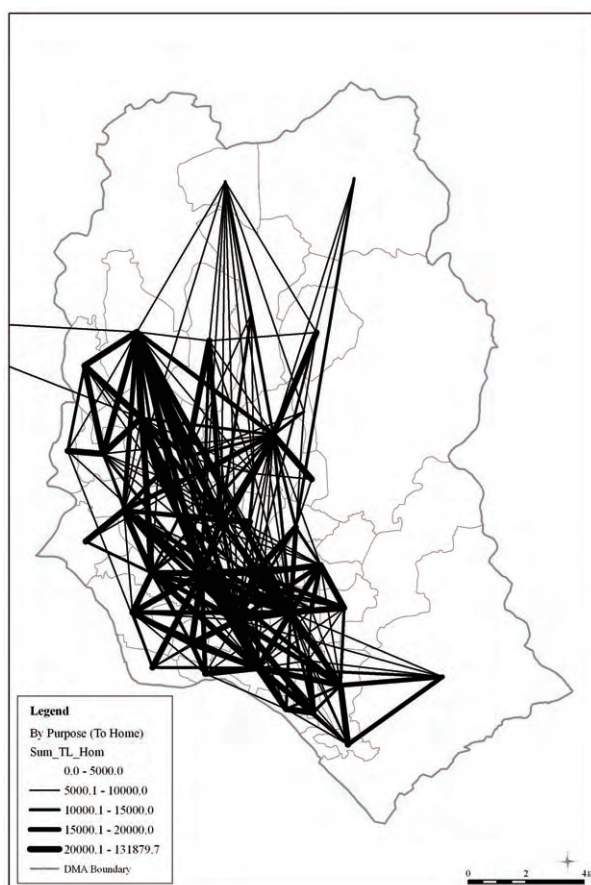 Legend
By Purpose (To Home)
Sum_TL_Hom
0.0 - 5000.0
5000.1 - 10000.0
10000.1 - 15000.0
15000.1 - 20000.0
20000.1 - 131879.7
DMA Boundary
0 2 4